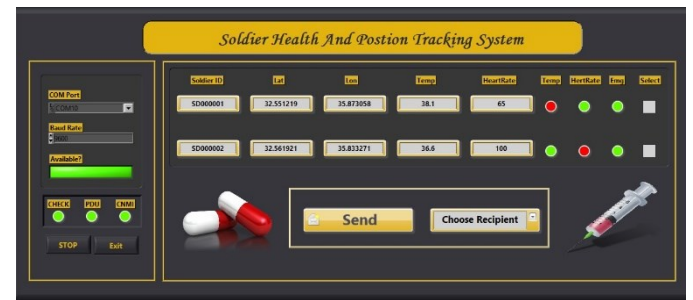 Soldier Health And Postion Tracking System
COM Port
COM10
Baud Rate
9600
Available?
CHECK PDU CNMI
STOP Exit
Soldier ID Lat Lon Temp HeartRate Temp HertRate Emg Select
SD000001 32.551219 35.873058 38.1 65
SD000002 32.561921 35.833271 36.6 100
Send Choose Recipient